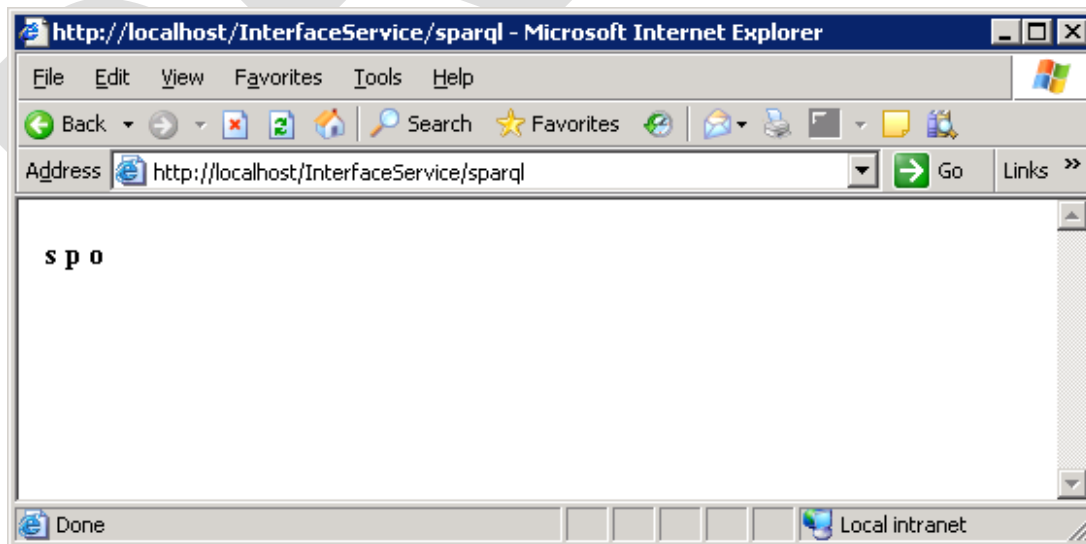 http://localhost/InterfaceService/sparql - Microsoft Internet Explorer
File Edit View Favorites Tools Help
Back Search Favorites
Address http://localhost/InterfaceService/sparql Go Links »
s p o
Done Local intranet